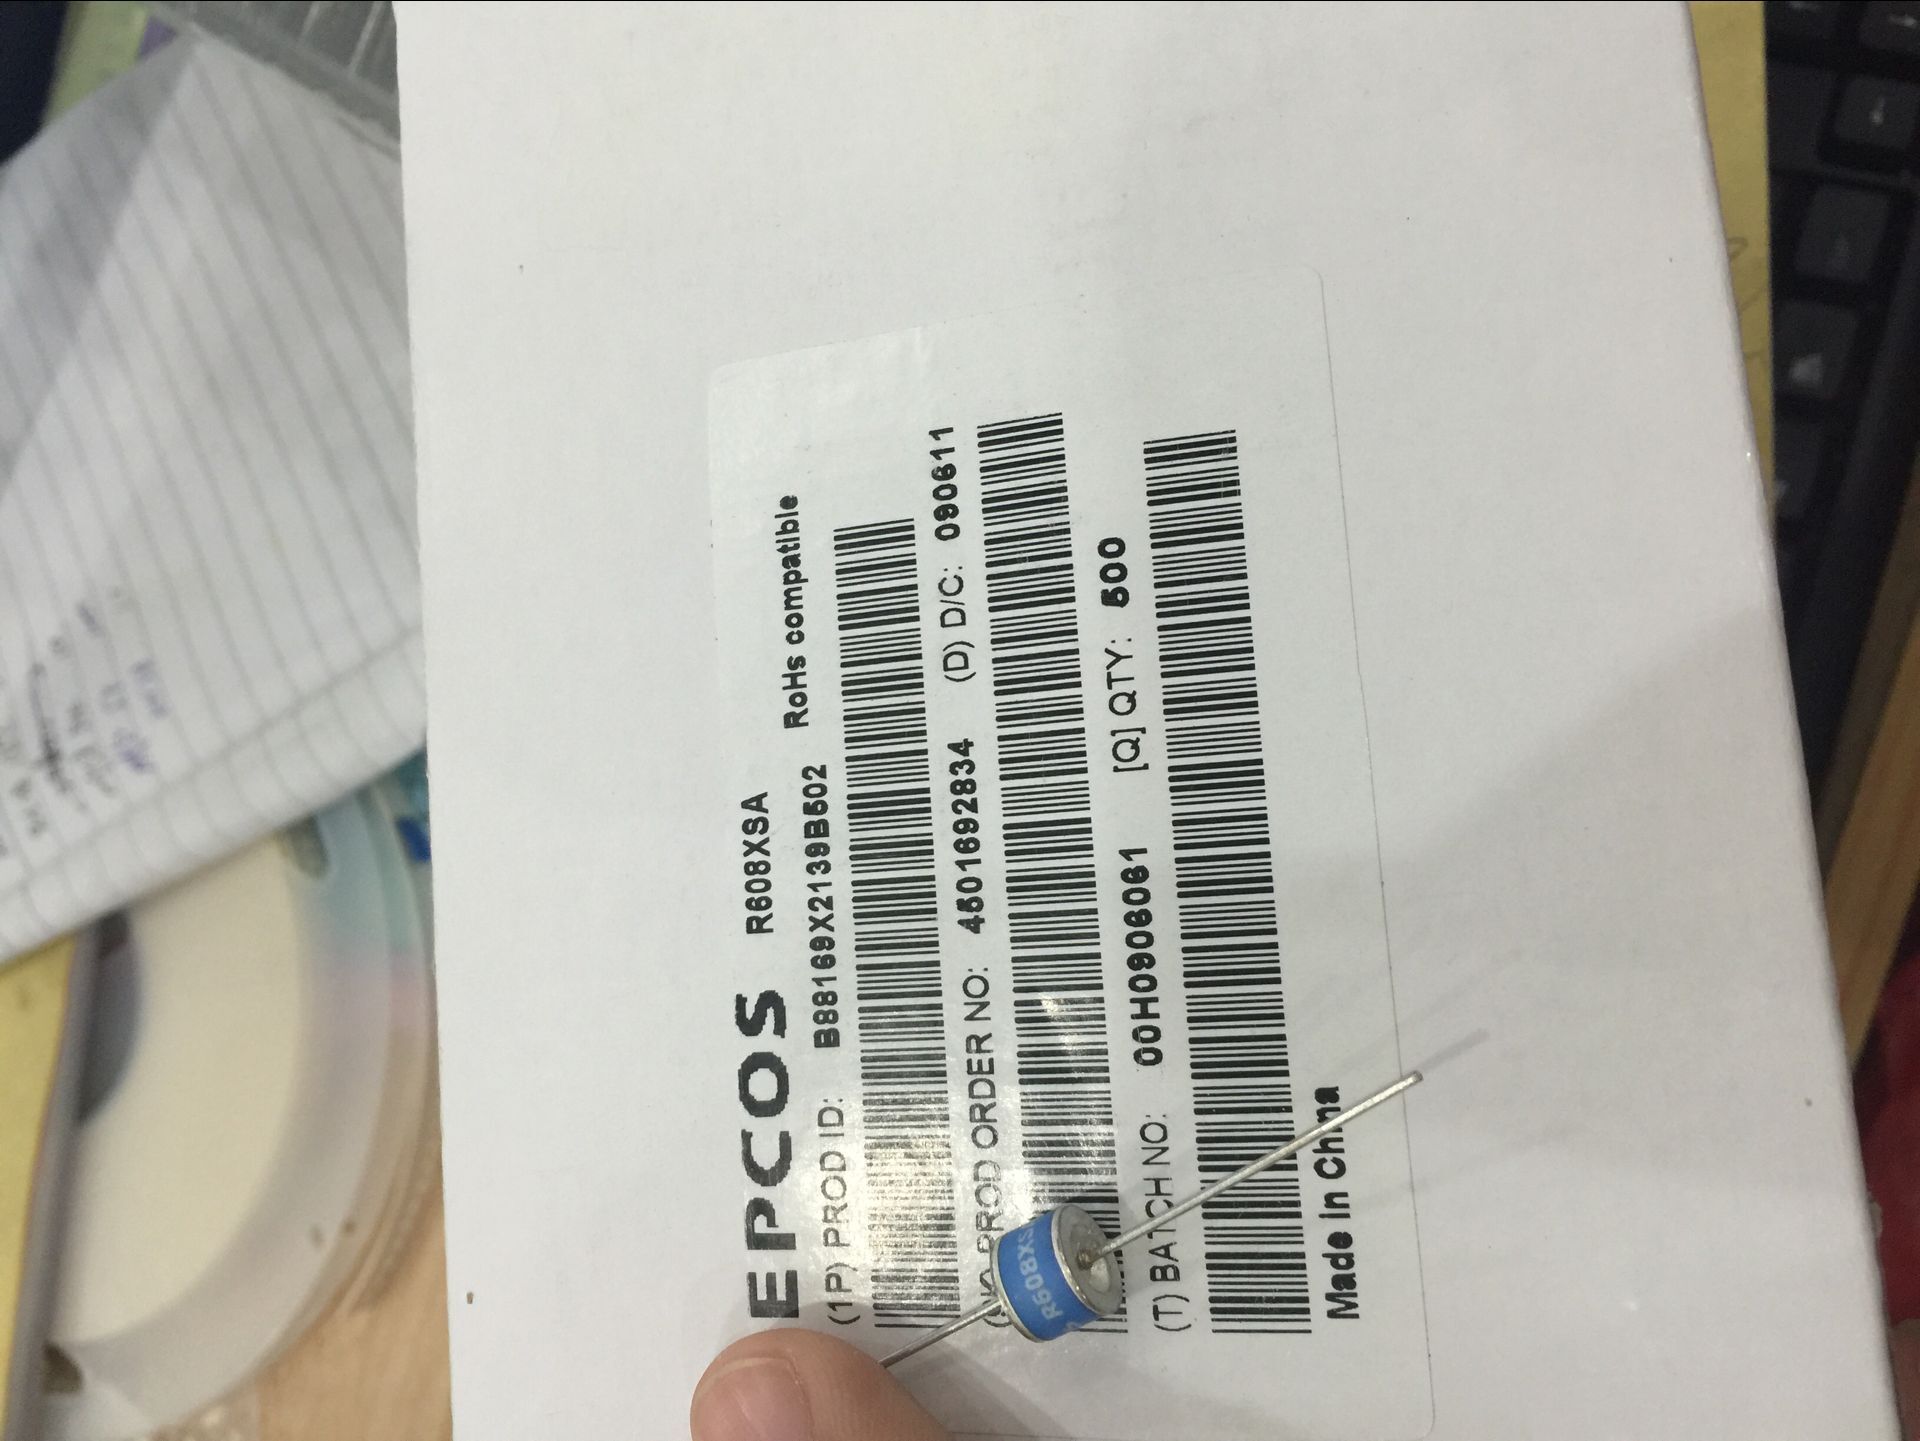 EPCOS R608XSA
(1P) PROD ID: B88169X2139B502 RoHs compatible
PROD ORDER NO: 4501692834 (D) D/C: 090611
(T) BATCH NO: 00H0906061 [Q] QTY: 500
Made in China
R608XS